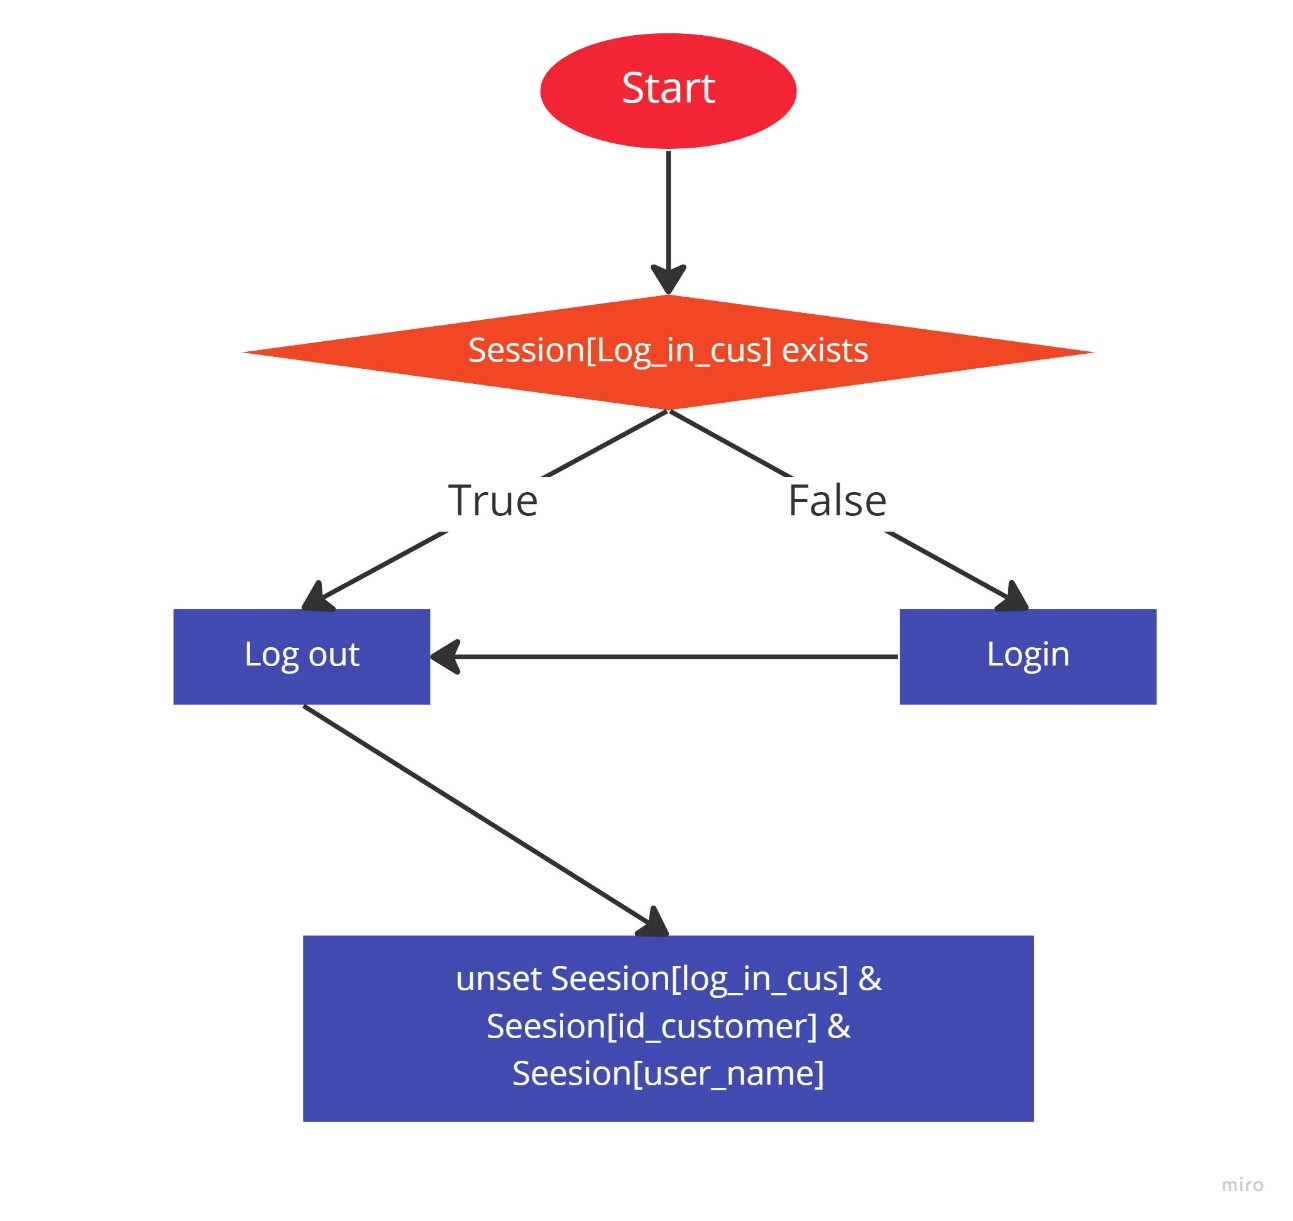 Start
Session[Log_in_cus] exists
True
False
Log out
Login
unset Seesion[log_in_cus] &
Seesion[id_customer] &
Seesion[user_name]
miro